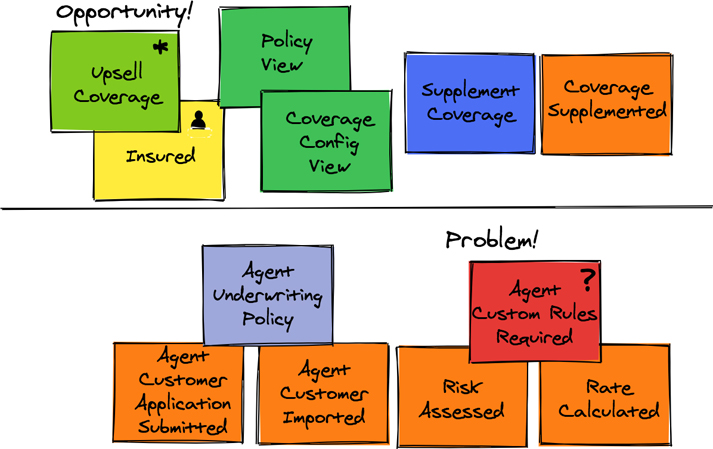 Opportunity!
Upsell
Coverage
*
Insured
Policy
View
Coverage
Config
View
Supplement
Coverage
Coverage
Supplemented
Agent
Underwriting
Policy
Agent
Customer
Application
Submitted
Agent
Customer
Imported
Problem!
?
Agent
Custom Rules
Required
Risk
Assessed
Rate
Calculated